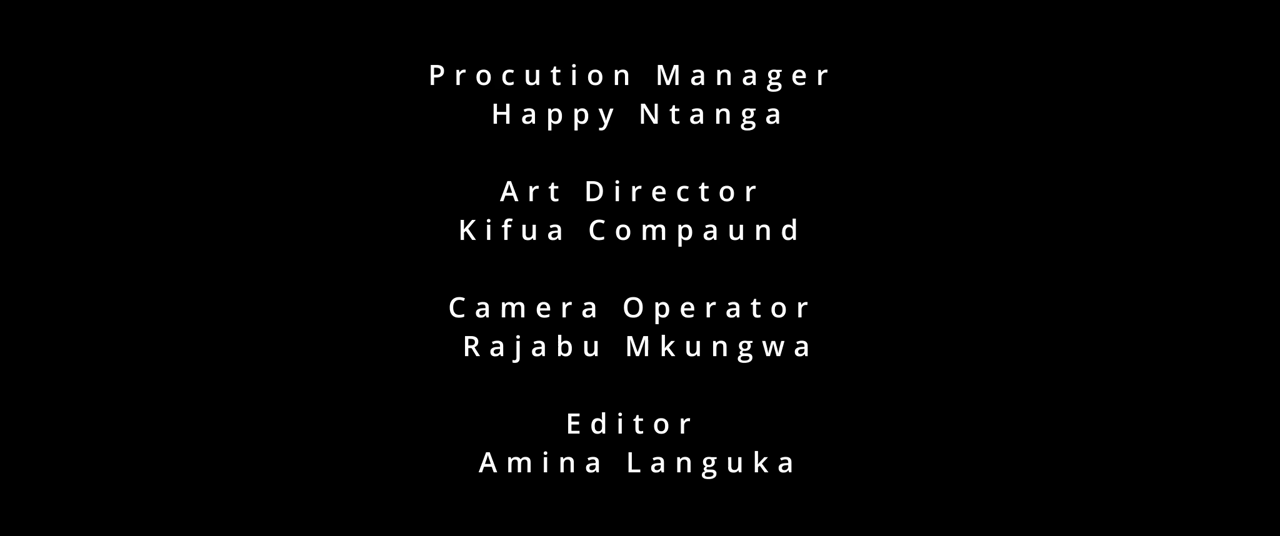 Procution Manager
Happy Ntanga
Art Director
Kifua Compaund
Camera Operator
Rajabu Mkungwa
Editor
Amina Languka